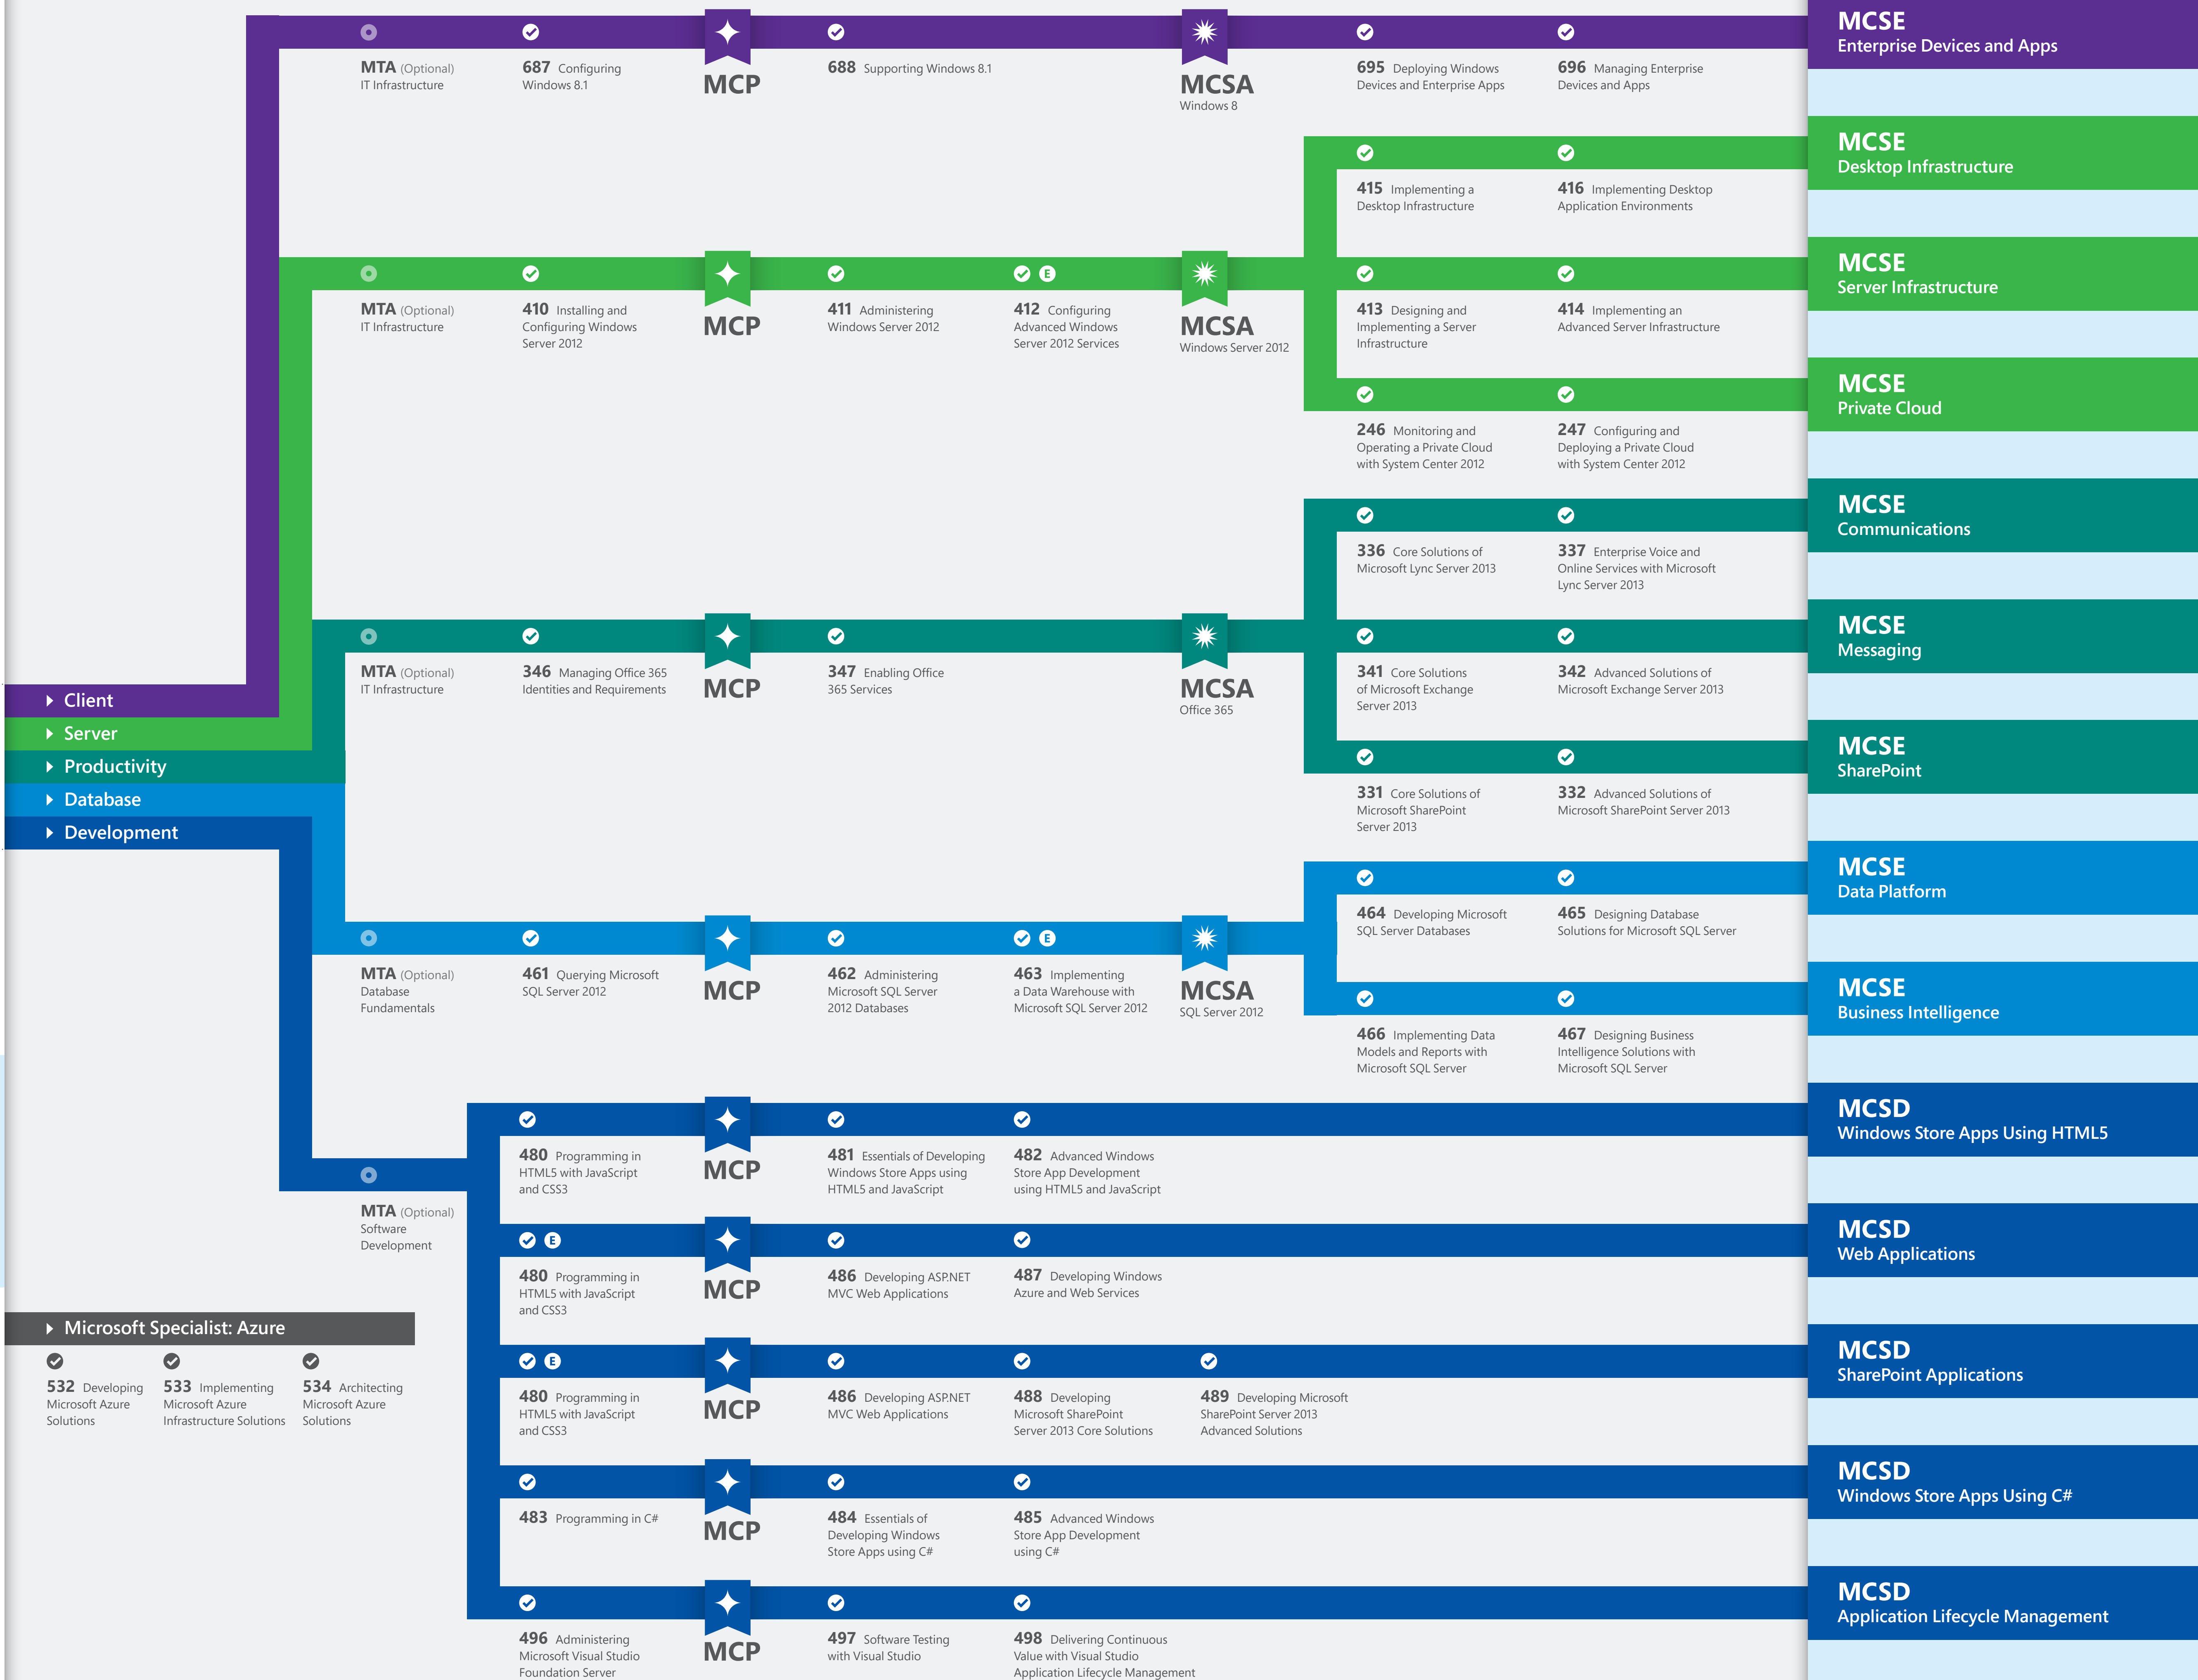 MTA (Optional)
IT Infrastructure
687 Configuring
Windows 8.1
MCP
688 Supporting Windows 8.1
MCSA
Windows 8
695 Deploying Windows
Devices and Enterprise Apps
696 Managing Enterprise
Devices and Apps
MCSE
Enterprise Devices and Apps
415 Implementing a
Desktop Infrastructure
416 Implementing Desktop
Application Environments
MCSE
Desktop Infrastructure
MTA (Optional)
IT Infrastructure
410 Installing and
Configuring Windows
Server 2012
MCP
411 Administering
Windows Server 2012
E
412 Configuring
Advanced Windows
Server 2012 Services
MCSA
Windows Server 2012
413 Designing and
Implementing a Server
Infrastructure
414 Implementing an
Advanced Server Infrastructure
MCSE
Server Infrastructure
246 Monitoring and
Operating a Private Cloud
with System Center 2012
247 Configuring and
Deploying a Private Cloud
with System Center 2012
MCSE
Private Cloud
336 Core Solutions of
Microsoft Lync Server 2013
337 Enterprise Voice and
Online Services with Microsoft
Lync Server 2013
MCSE
Communications
MTA (Optional)
IT Infrastructure
346 Managing Office 365
Identities and Requirements
MCP
347 Enabling Office
365 Services
MCSA
Office 365
341 Core Solutions
of Microsoft Exchange
Server 2013
342 Advanced Solutions of
Microsoft Exchange Server 2013
MCSE
Messaging
Client
Server
Productivity
Database
Development
331 Core Solutions of
Microsoft SharePoint
Server 2013
332 Advanced Solutions of
Microsoft SharePoint Server 2013
MCSE
SharePoint
464 Developing Microsoft
SQL Server Databases
465 Designing Database
Solutions for Microsoft SQL Server
MCSE
Data Platform
MTA (Optional)
Database
Fundamentals
461 Querying Microsoft
SQL Server 2012
MCP
462 Administering
Microsoft SQL Server
2012 Databases
E
463 Implementing
a Data Warehouse with
Microsoft SQL Server 2012
MCSA
SQL Server 2012
466 Implementing Data
Models and Reports with
Microsoft SQL Server
467 Designing Business
Intelligence Solutions with
Microsoft SQL Server
MCSE
Business Intelligence
MTA (Optional)
Software
Development
480 Programming in
HTML5 with JavaScript
and CSS3
MCP
481 Essentials of Developing
Windows Store Apps using
HTML5 and JavaScript
482 Advanced Windows
Store App Development
using HTML5 and JavaScript
MCSD
Windows Store Apps Using HTML5
E
480 Programming in
HTML5 with JavaScript
and CSS3
MCP
486 Developing ASP.NET
MVC Web Applications
487 Developing Windows
Azure and Web Services
MCSD
Web Applications
Microsoft Specialist: Azure
532 Developing
Microsoft Azure
Solutions
533 Implementing
Microsoft Azure
Infrastructure Solutions
534 Architecting
Microsoft Azure
Solutions
E
480 Programming in
HTML5 with JavaScript
and CSS3
MCP
486 Developing ASP.NET
MVC Web Applications
488 Developing
Microsoft SharePoint
Server 2013 Core Solutions
489 Developing Microsoft
SharePoint Server 2013
Advanced Solutions
MCSD
SharePoint Applications
483 Programming in C#
MCP
484 Essentials of
Developing Windows
Store Apps using C#
485 Advanced Windows
Store App Development
using C#
MCSD
Windows Store Apps Using C#
496 Administering
Microsoft Visual Studio
Foundation Server
MCP
497 Software Testing
with Visual Studio
498 Delivering Continuous
Value with Visual Studio
Application Lifecycle Management
MCSD
Application Lifecycle Management